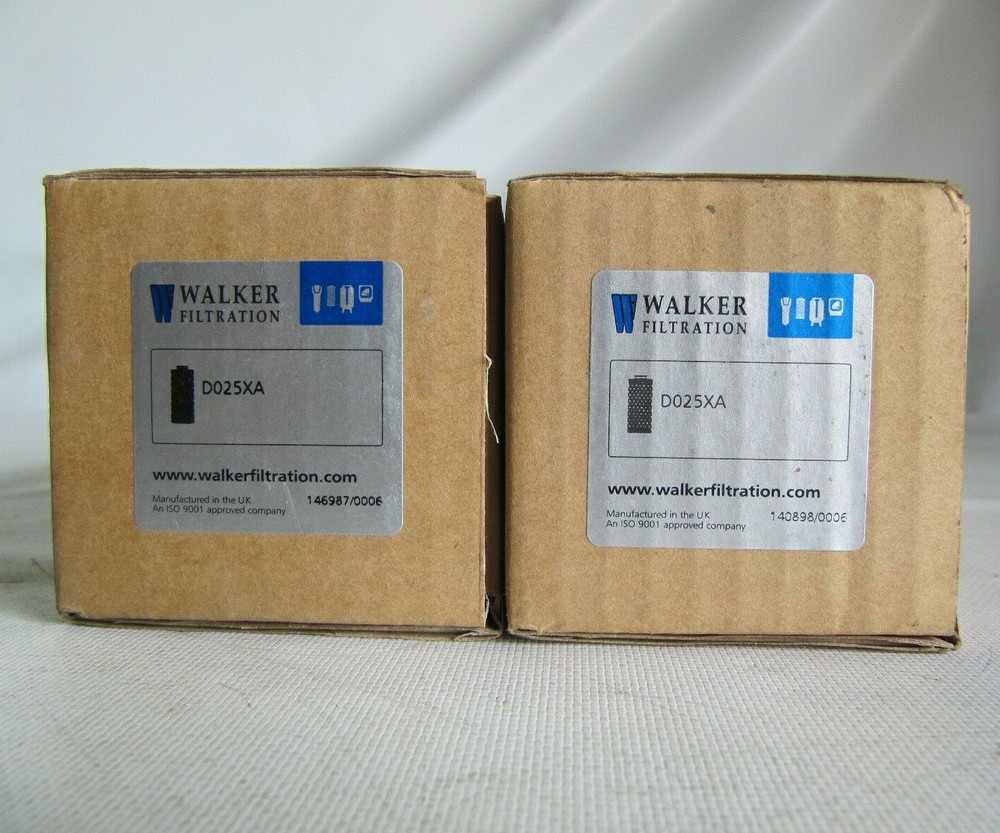 WALKER
FILTRATION
D025XA
www.walkerfiltration.com
Manufactured in the UK
An ISO 9001 approved company
146987/0006
WALKER
FILTRATION
D025XA
www.walkerfiltration.com
Manufactured in the UK
An ISO 9001 approved company
140898/0006